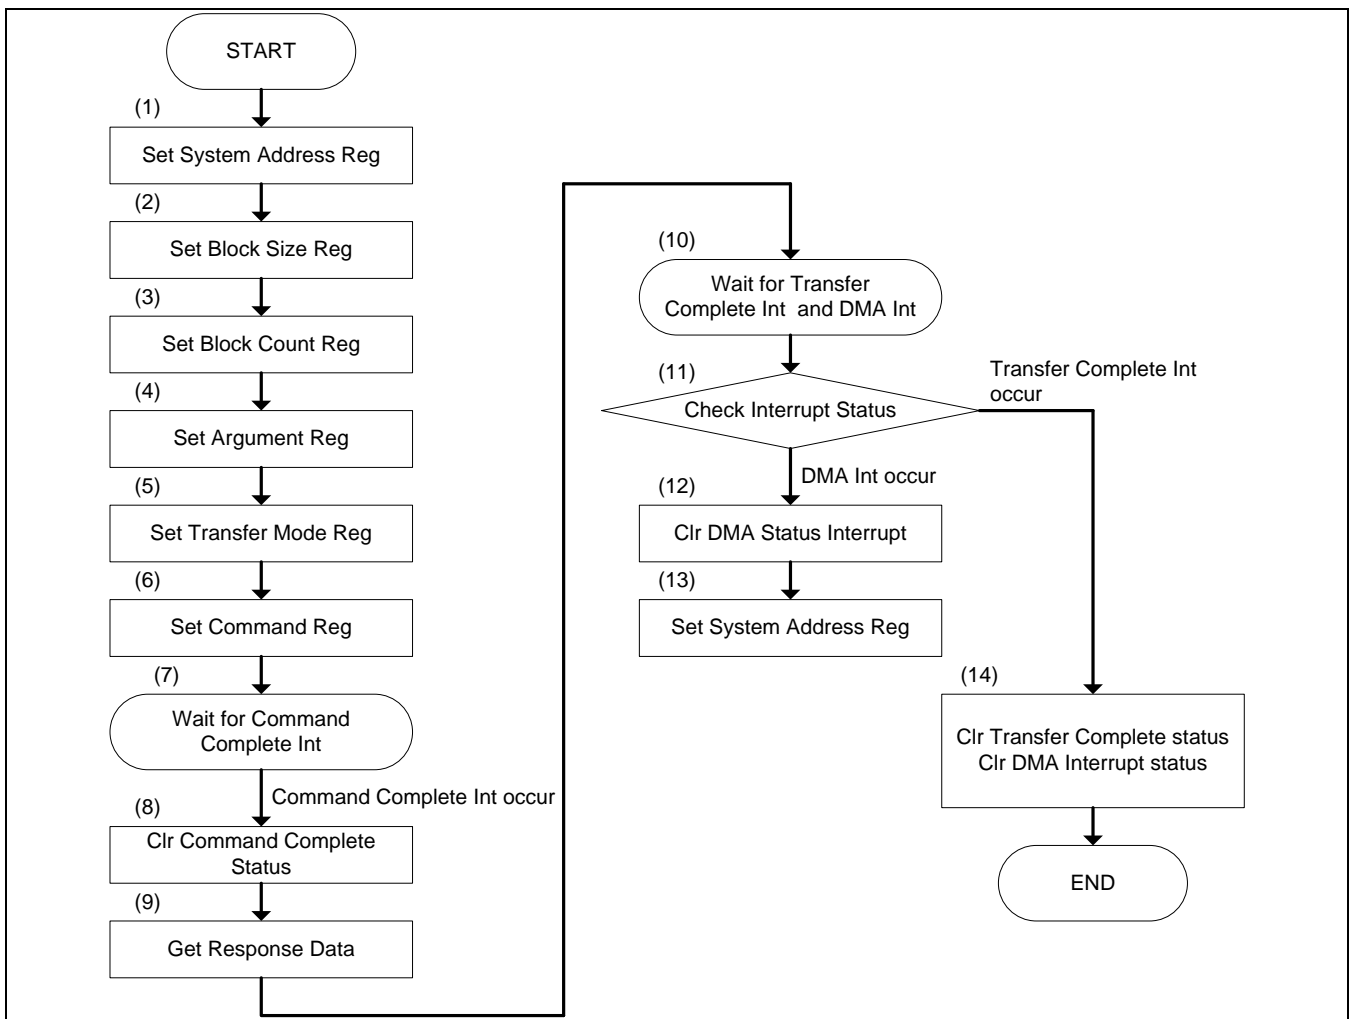 START
(1)
Set System Address Reg
(2)
Set Block Size Reg
(3)
Set Block Count Reg
(4)
Set Argument Reg
(5)
Set Transfer Mode Reg
(6)
Set Command Reg
(7)
Wait for Command
Complete Int
Command Complete Int occur
(8)
Clr Command Complete
Status
(9)
Get Response Data
(10)
Wait for Transfer
Complete Int and DMA Int
(11)
Check Interrupt Status
Transfer Complete Int
occur
DMA Int occur
(12)
Clr DMA Status Interrupt
(13)
Set System Address Reg
(14)
Clr Transfer Complete status
Clr DMA Interrupt status
END